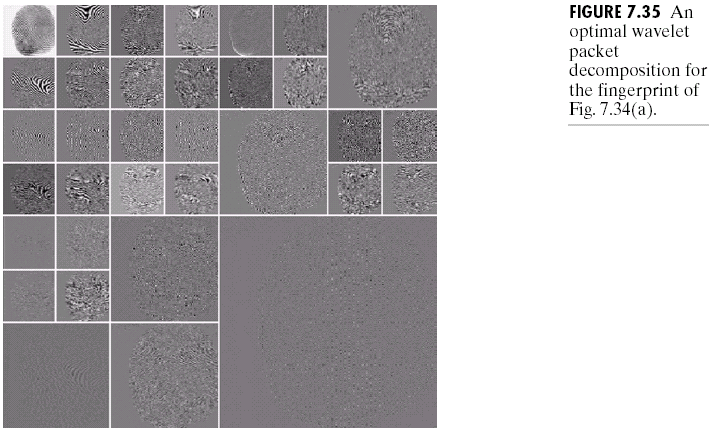 FIGURE 7.35 An
optimal wavelet
packet
decomposition for
the fingerprint of
Fig. 7.34(a).